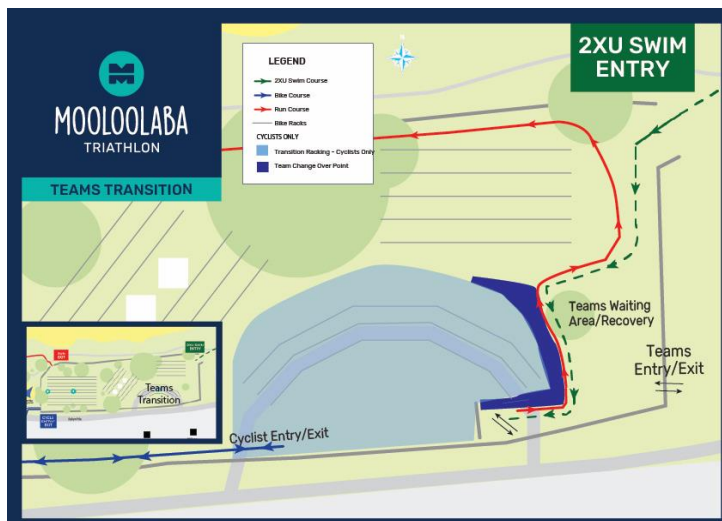 MOOLOOLABA
TRIATHLON
TEAMS TRANSITION
N
LEGEND
2XU Swim Course
Bike Course
Run Course
Bike Racks
CYCLISTS ONLY
Transition Racking - Cyclists Only
Team Change Over Point
2XU SWIM
ENTRY
Teams Waiting
Area/Recovery
Teams
Entry/Exit
Cyclist Entry/Exit
Teams
Transition